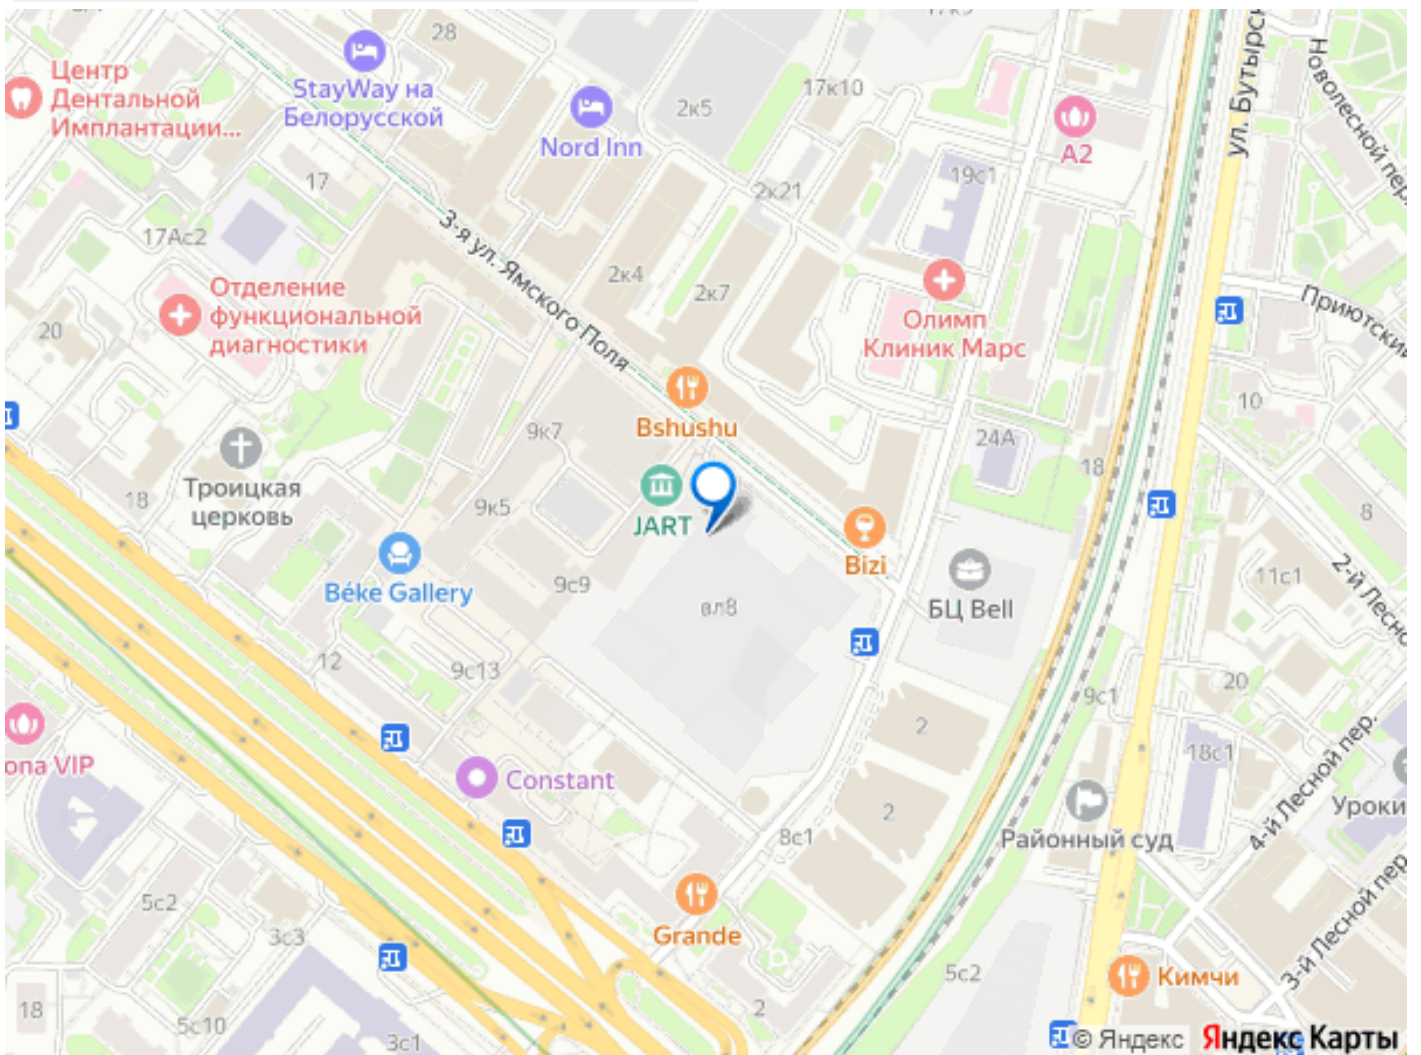 28
17к10
Центр
Дентальной
Имплантации...
StayWay на
Белорусской
2к5
Nord Inn
A2
ул. Бутырск
Новолесной пер.
17
19с1
2к21
17Ас2
3-я ул. Ямского Поля
2к4
2к7
Отделение
функциональной
диагностики
20
Олимп
Клиник Марс
Приютский
10
Bshushu
9к7
24А
18
Троицкая
церковь
18
9к5
JART
8
Bizi
Béke Gallery
9с9
вл8
БЦ Bell
11с1
2-й Лесно
12
9с13
20
9с1
2
18с1
4-й Лесной пер.
ona VIP
Constant
2
Уроки
8с1
Районный суд
5с2
3с3
Grande
3-й Лесной пер
5с2
Кимчи
18
5с10
2
3с1
© Яндекс
Яндекс Карты